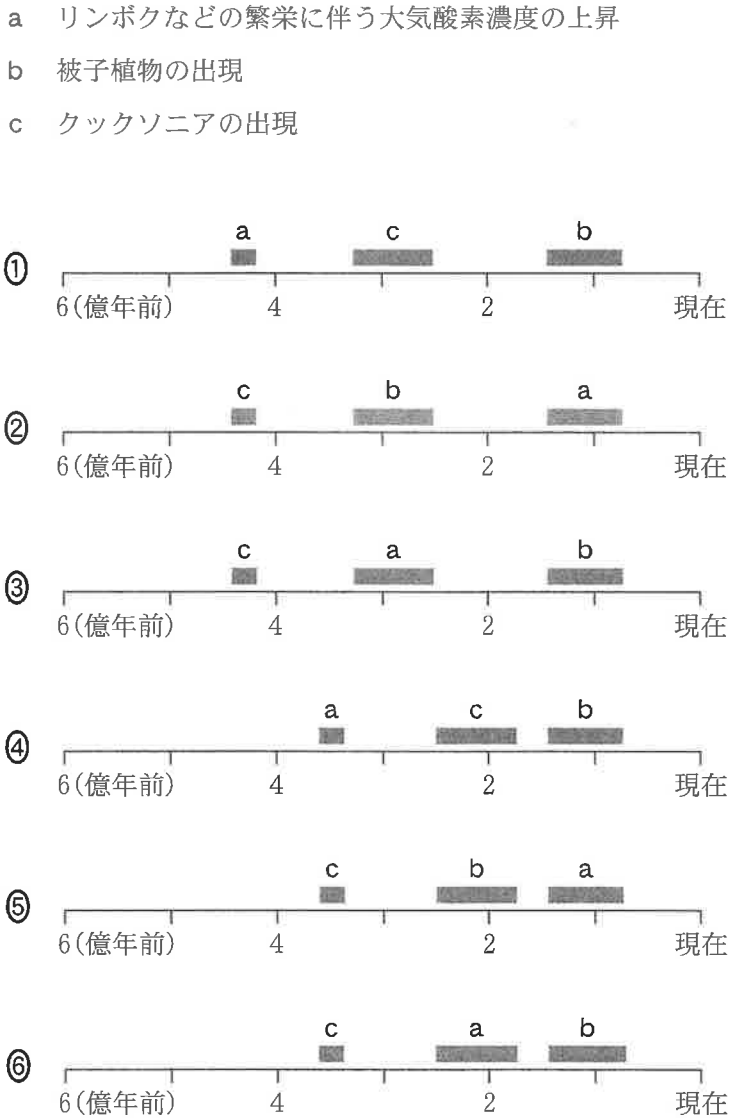 a リンボクなどの繁栄に伴う大気酸素濃度の上昇
b 被子植物の出現
c クックソニアの出現
a c b
①
6(億年前) 4 2 現在
c b a
②
6(億年前) 4 2 現在
c a b
③
6(億年前) 4 2 現在
a c b
④
6(億年前) 4 2 現在
c b a
⑤
6(億年前) 4 2 現在
c a b
⑥
6(億年前) 4 2 現在